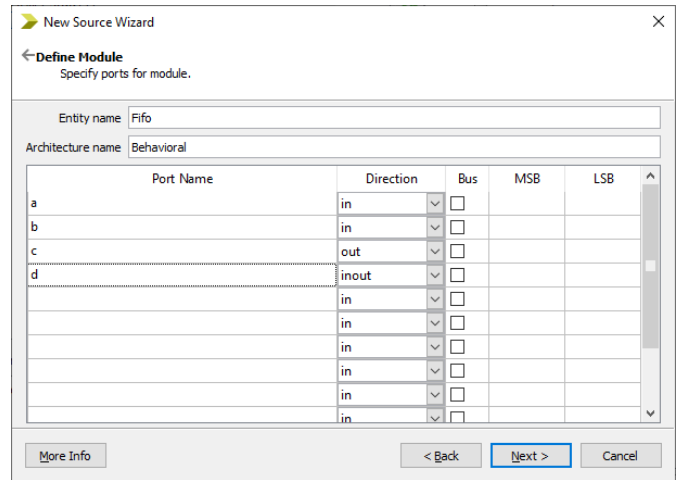 New Source Wizard
Define Module
Specify ports for module.
Entity name Fifo
Architecture name Behavioral
Port Name Direction Bus MSB LSB
a in
b in
c out
d inout
in
in
in
in
in
in
More Info < Back Next > Cancel